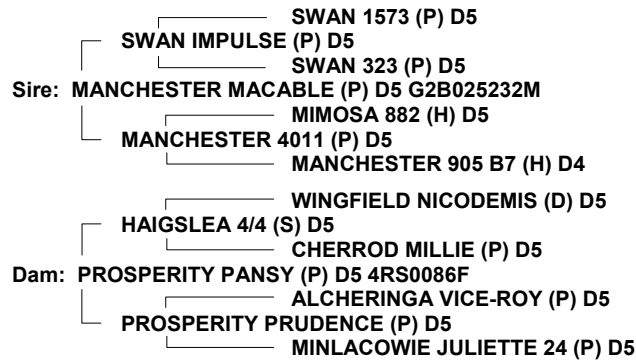 SWAN 1573 (P) D5
SWAN IMPULSE (P) D5
SWAN 323 (P) D5
Sire: MANCHESTER MACABLE (P) D5 G2B025232M
MIMOSA 882 (H) D5
MANCHESTER 4011 (P) D5
MANCHESTER 905 B7 (H) D4
WINGFIELD NICODEMIS (D) D5
HAIGSLEA 4/4 (S) D5
CHERROD MILLIE (P) D5
Dam: PROSPERITY PANSY (P) D5 4RS0086F
ALCHERINGA VICE-ROY (P) D5
PROSPERITY PRUDENCE (P) D5
MINLACOWIE JULIETTE 24 (P) D5